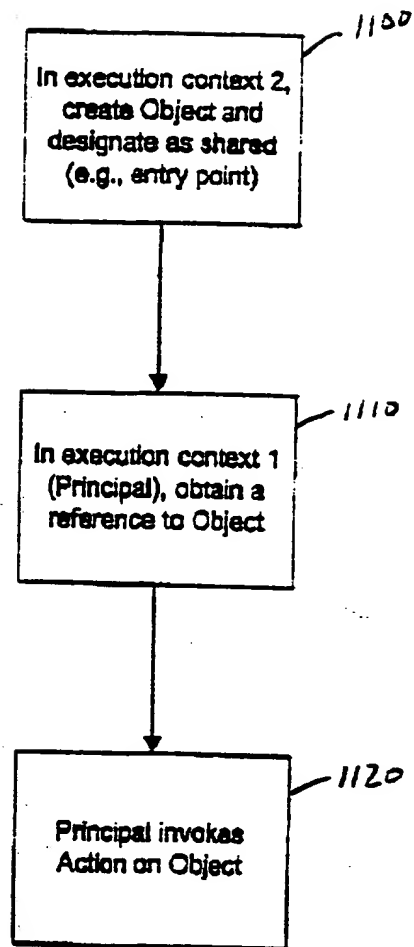 1100
In execution context 2,
create Object and
designate as shared
(e.g., entry point)
1110
In execution context 1
(Principal), obtain a
reference to Object
1120
Principal invokes
Action on Object